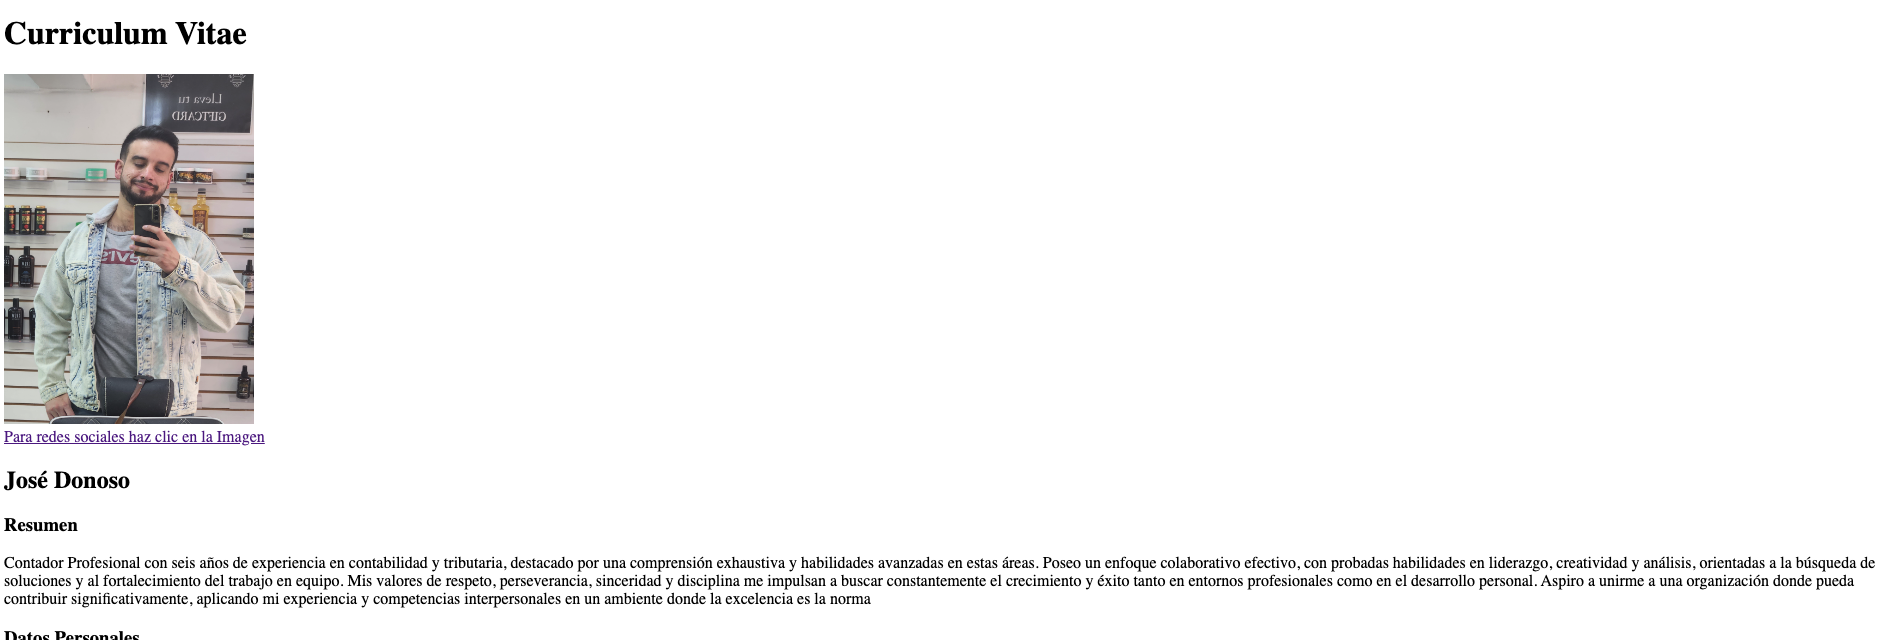 Curriculum Vitae
Lleva tu
GIFTCARD
Para redes sociales haz clic en la Imagen
José Donoso
Resumen
Contador Profesional con seis años de experiencia en contabilidad y tributaria, destacado por una comprensión exhaustiva y habilidades avanzadas en estas áreas. Poseo un enfoque colaborativo efectivo, con probadas habilidades en liderazgo, creatividad y análisis, orientadas a la búsqueda de
soluciones y al fortalecimiento del trabajo en equipo. Mis valores de respeto, perseverancia, sinceridad y disciplina me impulsan a buscar constantemente el crecimiento y éxito tanto en entornos profesionales como en el desarrollo personal. Aspiro a unirme a una organización donde pueda
contribuir significativamente, aplicando mi experiencia y competencias interpersonales en un ambiente donde la excelencia es la norma
Datos Personales